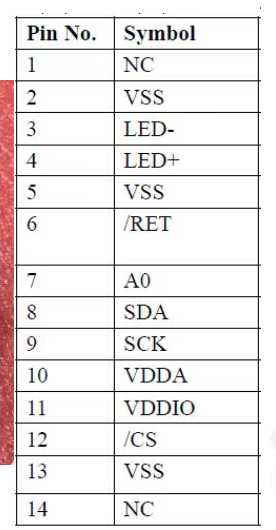 Pin No. Symbol
1 NC
2 VSS
3 LED-
4 LED+
5 VSS
6 /RET
7 A0
8 SDA
9 SCK
10 VDDA
11 VDDIO
12 /CS
13 VSS
14 NC